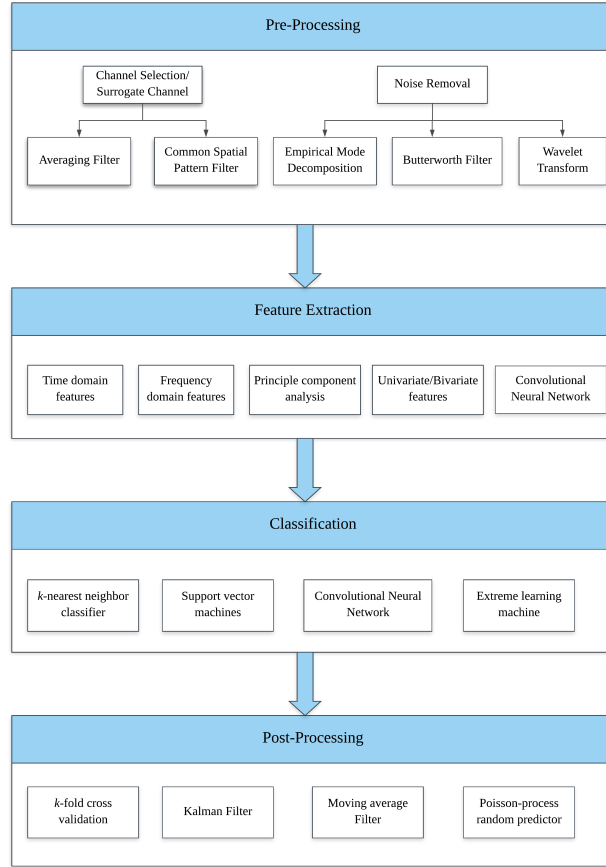 Pre-Processing
Channel Selection/
Surrogate Channel
Noise Removal
Averaging Filter
Common Spatial
Pattern Filter
Empirical Mode
Decomposition
Butterworth Filter
Wavelet
Transform
Feature Extraction
Time domain
features
Frequency
domain features
Principle component
analysis
Univariate/Bivariate
features
Convolutional
Neural Network
Classification
k-nearest neighbor
classifier
Support vector
machines
Convolutional Neural
Network
Extreme learning
machine
Post-Processing
k-fold cross
validation
Kalman Filter
Moving average
Filter
Poisson-process
random predictor